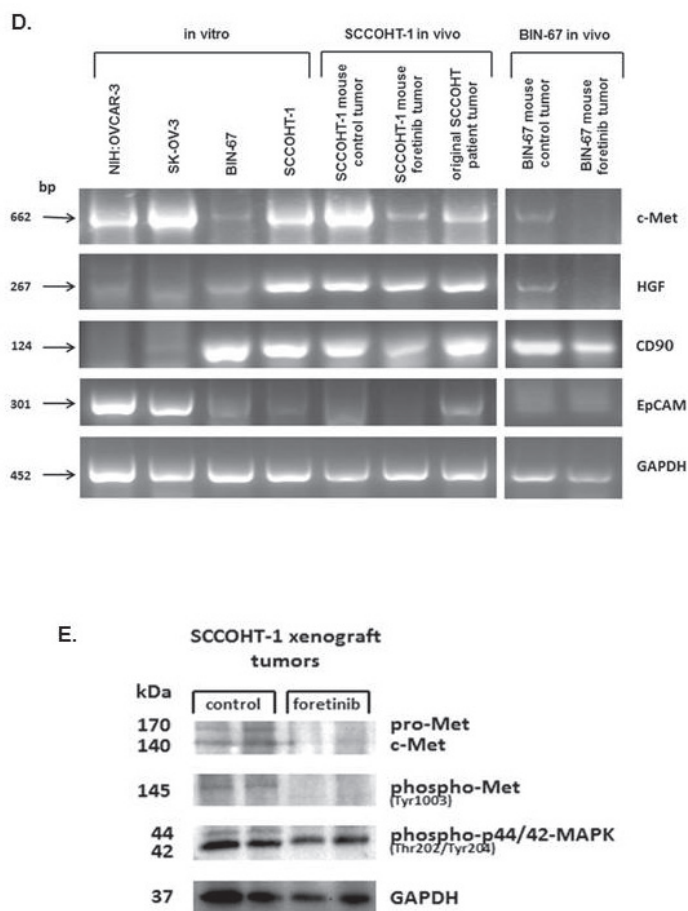 D.
in vitro
SCCOHT-1 in vivo
BIN-67 in vivo
NIH:OVCAR-3
SK-OV-3
BIN-67
SCCOHT-1
SCCOHT-1 mouse
control tumor
SCCOHT-1 mouse
foretinib tumor
original SCCOHT
patient tumor
BIN-67 mouse
control tumor
BIN-67 mouse
foretinib tumor
bp
662
c-Met
267
HGF
124
CD90
301
EpCAM
452
GAPDH
E.
SCCOHT-1 xenograft
tumors
kDa
control
foretinib
170
pro-Met
140
c-Met
145
phospho-Met
(Tyr1003)
44
phospho-p44/42-MAPK
42
(Thr202/Tyr204)
37
GAPDH